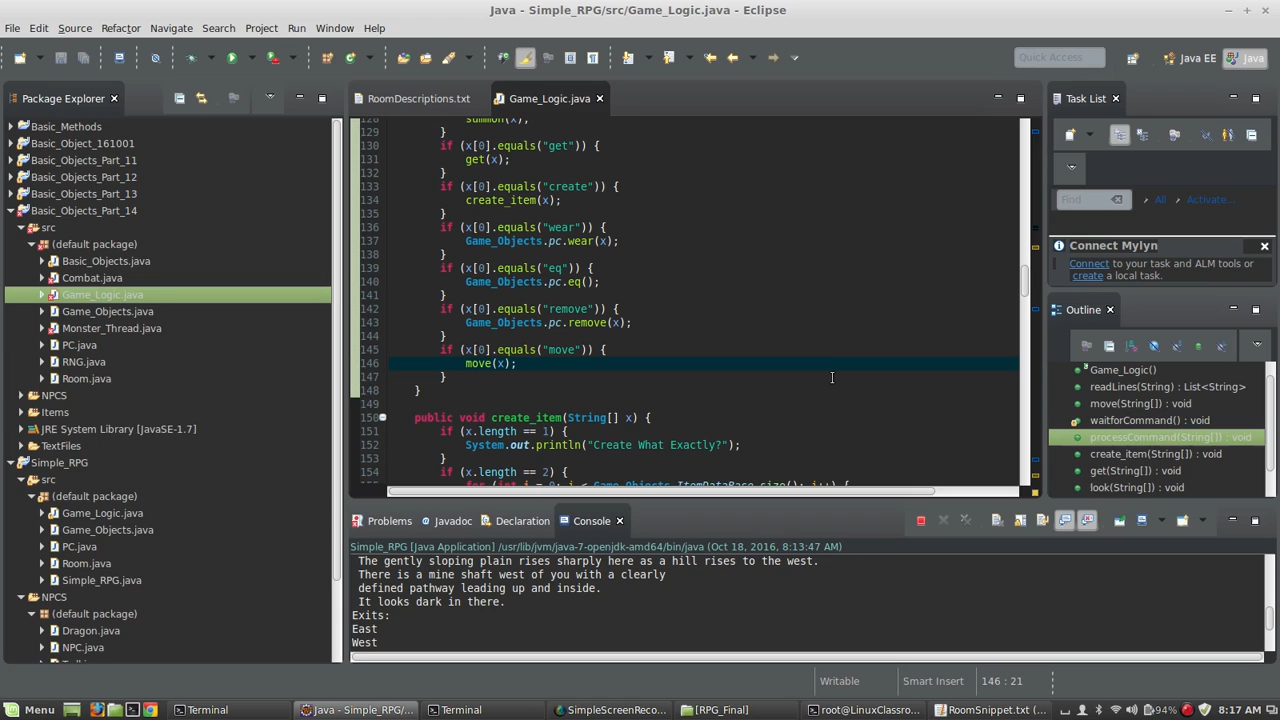 Java - Simple_RPG/src/Game_Logic.java - Eclipse
File Edit Source Refactor Navigate Search Project Run Window Help
Quick Access
Java EE
Java
Package Explorer
Basic_Methods
Basic_Object_161001
Basic_Objects_Part_11
Basic_Objects_Part_12
Basic_Objects_Part_13
Basic_Objects_Part_14
src
(default package)
Basic_Objects.java
Combat.java
Game_Logic.java
Game_Objects.java
Monster_Thread.java
PC.java
RNG.java
Room.java
NPCS
Items
JRE System Library [JavaSE-1.7]
TextFiles
Simple_RPG
src
(default package)
Game_Logic.java
Game_Objects.java
PC.java
Room.java
Simple_RPG.java
NPCS
(default package)
Dragon.java
NPC.java
RoomDescriptions.txt
Game_Logic.java
128 summon(x);
129 }
130 if (x[0].equals("get")) {
131 get(x);
132 }
133 if (x[0].equals("create")) {
134 create_item(x);
135 }
136 if (x[0].equals("wear")) {
137 Game_Objects.pc.wear(x);
138 }
139 if (x[0].equals("eq")) {
140 Game_Objects.pc.eq();
141 }
142 if (x[0].equals("remove")) {
143 Game_Objects.pc.remove(x);
144 }
145 if (x[0].equals("move")) {
146 move(x);
147 }
148 }
149
150 public void create_item(String[] x) {
151 if (x.length == 1) {
152 System.out.println("Create What Exactly?");
153 }
154 if (x.length == 2) {
for (int i = 0; i < Game_Objects.ItemDataBase.size(); i++) {
Task List
Find
All
Activate...
Connect Mylyn
Connect to your task and ALM tools or
create a local task.
Outline
Game_Logic()
readLines(String) : List<String>
move(String[]) : void
waitforCommand() : void
processCommand(String[]) : void
create_item(String[]) : void
get(String[]) : void
look(String[]) : void
Problems
Javadoc
Declaration
Console
Simple_RPG [Java Application] /usr/lib/jvm/java-7-openjdk-amd64/bin/java (Oct 18, 2016, 8:13:47 AM)
The gently sloping plain rises sharply here as a hill rises to the west.
There is a mine shaft west of you with a clearly
defined pathway leading up and inside.
It looks dark in there.
Exits:
East
West
Writable
Smart Insert
146 : 21
Menu
Terminal
Java - Simple_RPG/...
Terminal
SimpleScreenReco...
[RPG_Final]
root@LinuxClassro...
RoomSnippet.txt (...
94%
8:17 AM